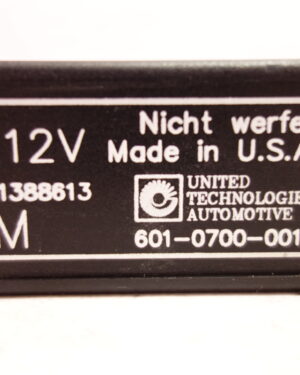 12V
Nicht werfe
Made in U.S.A
1388613
M
UNITED
TECHNOLOGIE
AUTOMOTIVE
601-0700-001